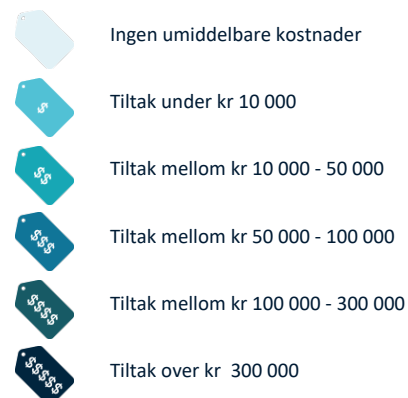 Ingen umiddelbare kostnader
$
Tiltak under kr 10 000
$$
Tiltak mellom kr 10 000 - 50 000
$$$
Tiltak mellom kr 50 000 - 100 000
$$$$
Tiltak mellom kr 100 000 - 300 000
$$$$$
Tiltak over kr  300 000